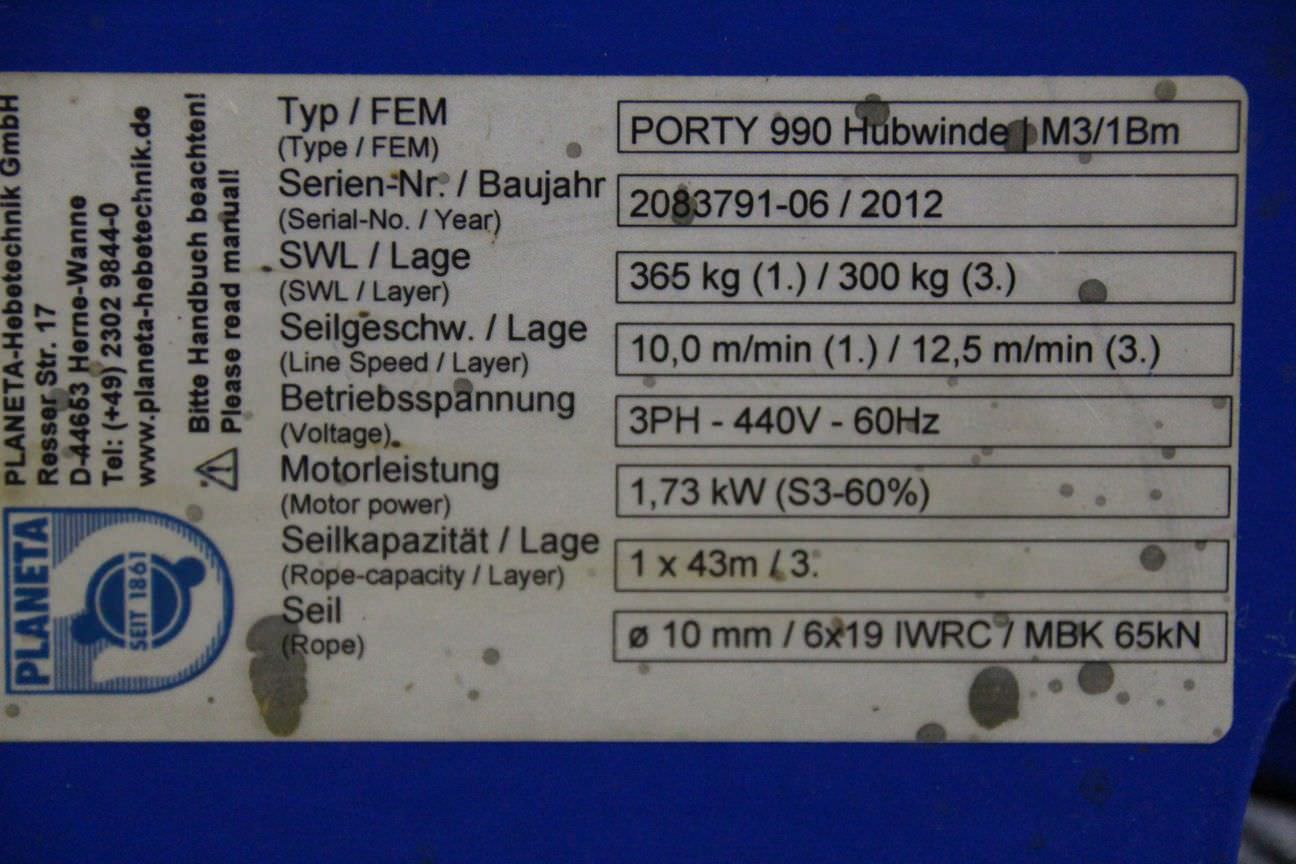 PLANETA-Hebetechnik GmbH
Resser Str. 17
D-44653 Herne-Wanne
Tel: (+49) 2302 9844-0
www.planeta-hebetechnik.de
Bitte Handbuch beachten!
Please read manual!
PLANETA
SEIT 1861
Typ / FEM
(Type / FEM)
PORTY 990 Hubwinde | M3/1Bm
Serien-Nr. / Baujahr
(Serial-No. / Year)
2083791-06 / 2012
SWL / Lage
(SWL / Layer)
365 kg (1.) / 300 kg (3.)
Seilgeschw. / Lage
(Line Speed / Layer)
10,0 m/min (1.) / 12,5 m/min (3.)
Betriebsspannung
(Voltage)
3PH - 440V - 60Hz
Motorleistung
(Motor power)
1,73 kW (S3-60%)
Seilkapazität / Lage
(Rope-capacity / Layer)
1 x 43m / 3.
Seil
(Rope)
ø 10 mm / 6x19 IWRC / MBK 65kN